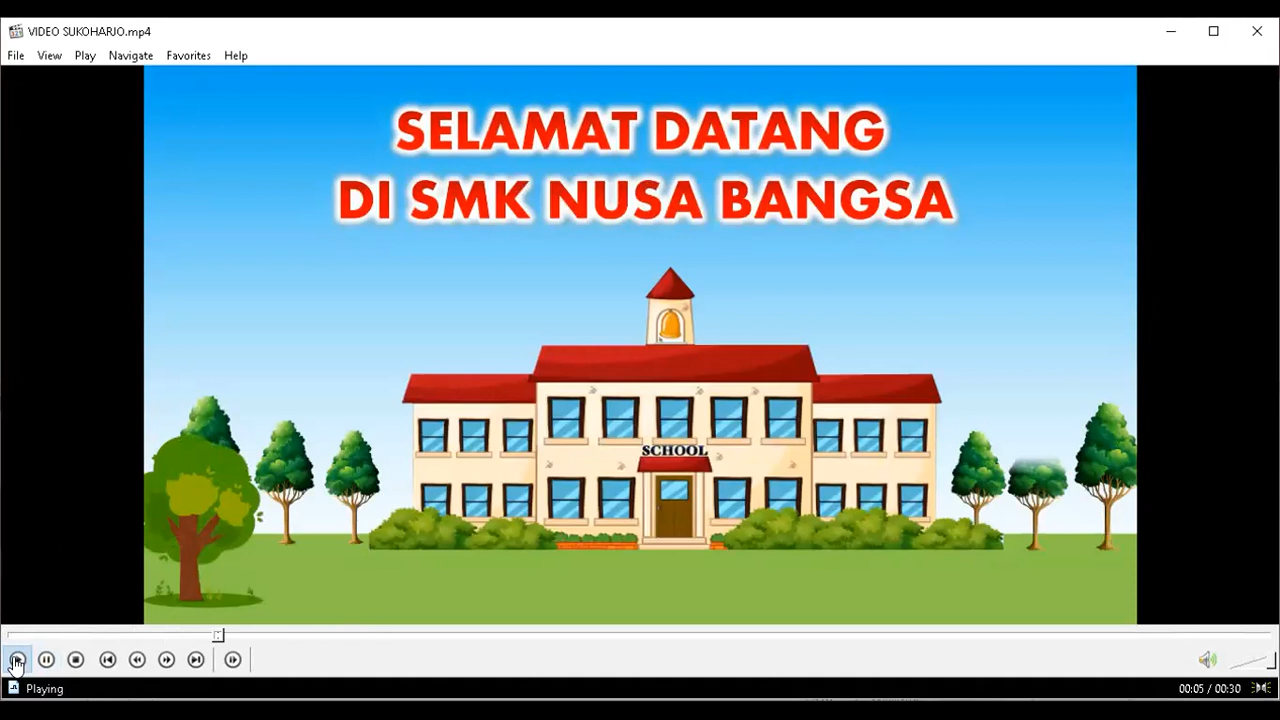 VIDEO SUKOHARJO.mp4
File View Play Navigate Favorites Help
SELAMAT DATANG
DI SMK NUSA BANGSA
SCHOOL
Playing
00:05 / 00:30